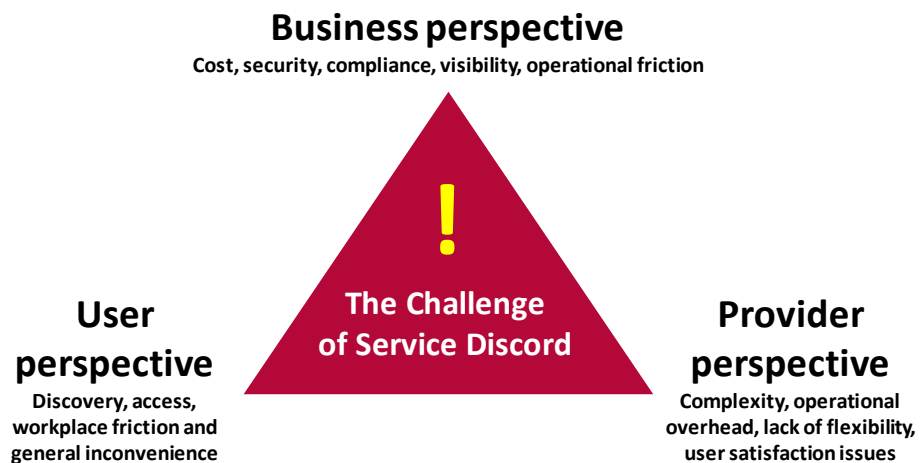 Business perspective
Cost, security, compliance, visibility, operational friction
!
The Challenge
of Service Discord
User
perspective
Discovery, access,
workplace friction and
general inconvenience
Provider
perspective
Complexity, operational
overhead, lack of flexibility,
user satisfaction issues